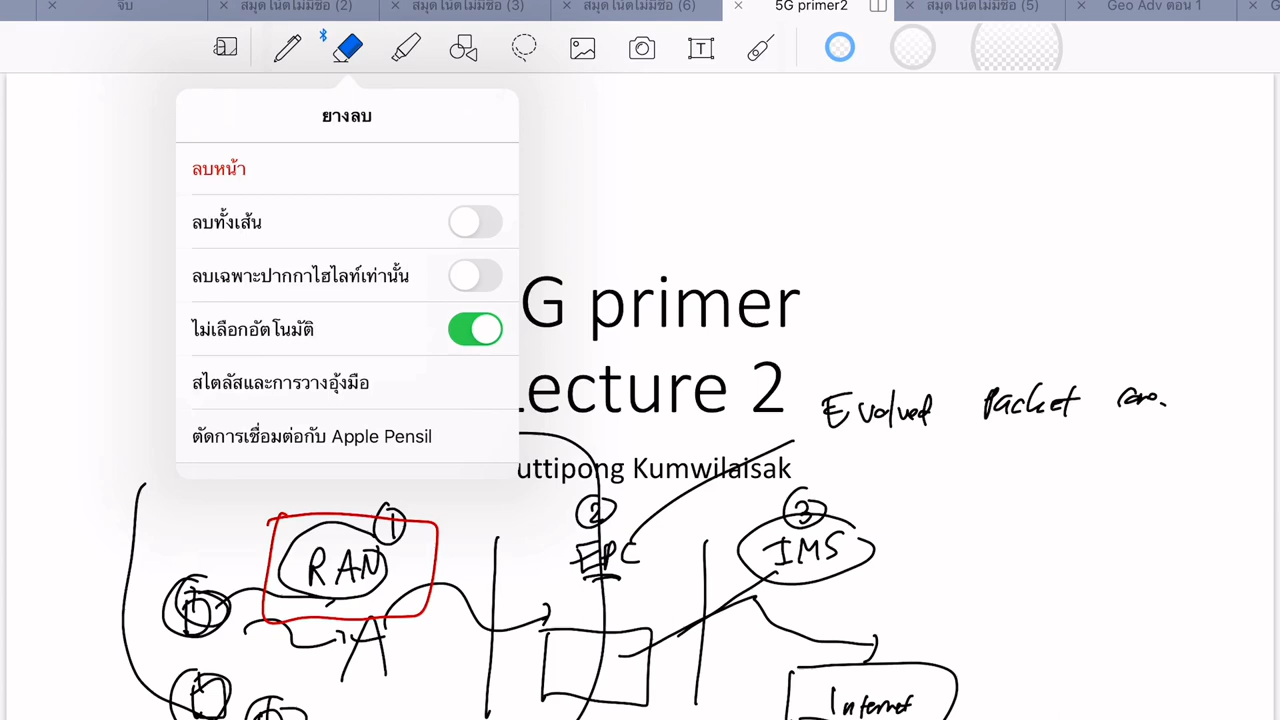 จีบ
สมุดโน้ตไม่มีชื่อ (2)
สมุดโน้ตไม่มีชื่อ (3)
สมุดโน้ตไม่มีชื่อ (6)
5G primer2
สมุดโน้ตไม่มีชื่อ (5)
Geo Adv ตอน 1
ยางลบ
ลบหน้า
ลบทั้งเส้น
ลบเฉพาะปากกาไฮไลท์เท่านั้น
ไม่เลือกอัตโนมัติ
สไตลัสและการวางอุ้งมือ
ตัดการเชื่อมต่อกับ Apple Pensil
G primer
Lecture 2
Evolved Packet
uttipong Kumwilaisak
1
2
3
RAN
EPC
IMS
Internet